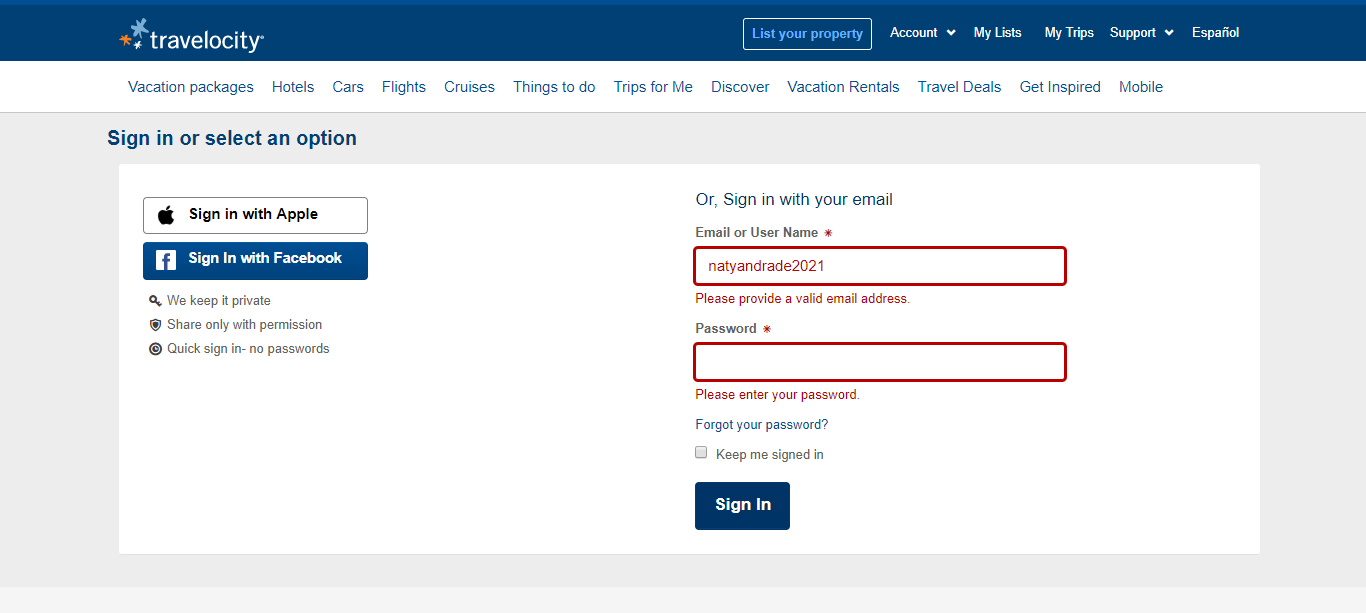 travelocity
List your property Account My Lists My Trips Support Español
Vacation packages Hotels Cars Flights Cruises Things to do Trips for Me Discover Vacation Rentals Travel Deals Get Inspired Mobile
Sign in or select an option
Sign in with Apple
Sign In with Facebook
We keep it private
Share only with permission
Quick sign in- no passwords
Or, Sign in with your email
Email or User Name *
natyandrade2021
Please provide a valid email address.
Password *
Please enter your password.
Forgot your password?
Keep me signed in
Sign In